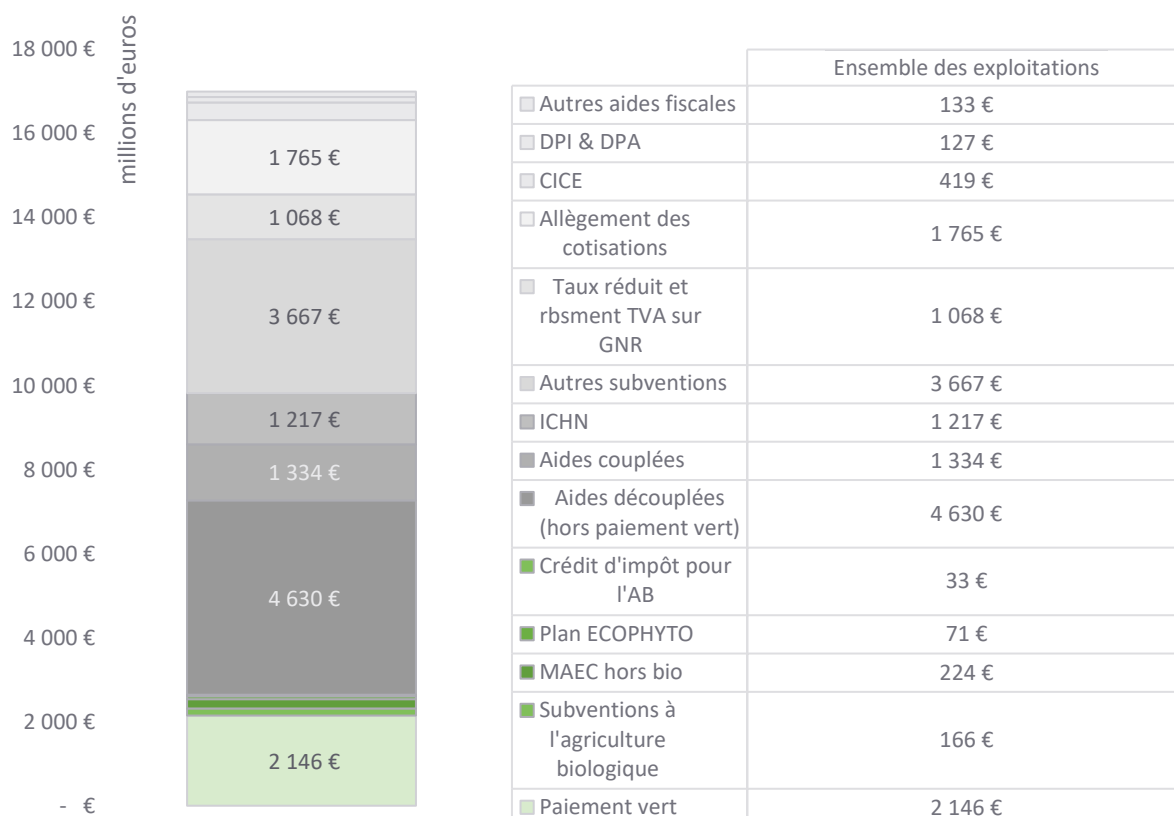 18 000 €
16 000 €
14 000 €
12 000 €
10 000 €
8 000 €
6 000 €
4 000 €
2 000 €
- €
millions d'euros
1 765 €
1 068 €
3 667 €
1 217 €
1 334 €
4 630 €
2 146 €
Ensemble des exploitations
Autres aides fiscales 133 €
DPI & DPA 127 €
CICE 419 €
Allègement des
cotisations
1 765 €
Taux réduit et
rbsment TVA sur
GNR
1 068 €
Autres subventions 3 667 €
ICHN 1 217 €
Aides couplées 1 334 €
Aides découplées
(hors paiement vert)
4 630 €
Crédit d'impôt pour
l'AB
33 €
Plan ECOPHYTO 71 €
MAEC hors bio 224 €
Subventions à
l'agriculture
biologique
166 €
Paiement vert 2 146 €